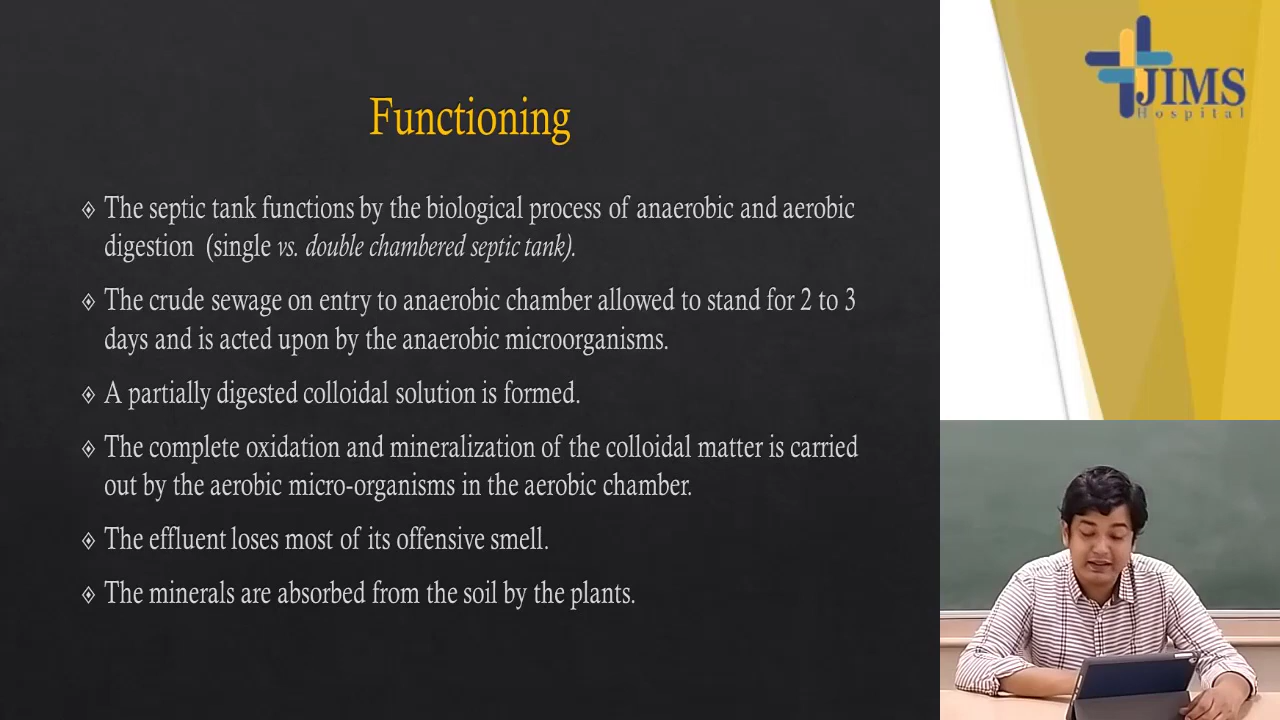 Functioning
The septic tank functions by the biological process of anaerobic and aerobic
digestion (single vs. double chambered septic tank).
The crude sewage on entry to anaerobic chamber allowed to stand for 2 to 3
days and is acted upon by the anaerobic microorganisms.
A partially digested colloidal solution is formed.
The complete oxidation and mineralization of the colloidal matter is carried
out by the aerobic micro-organisms in the aerobic chamber.
The effluent loses most of its offensive smell.
The minerals are absorbed from the soil by the plants.
JIMS
Hospital